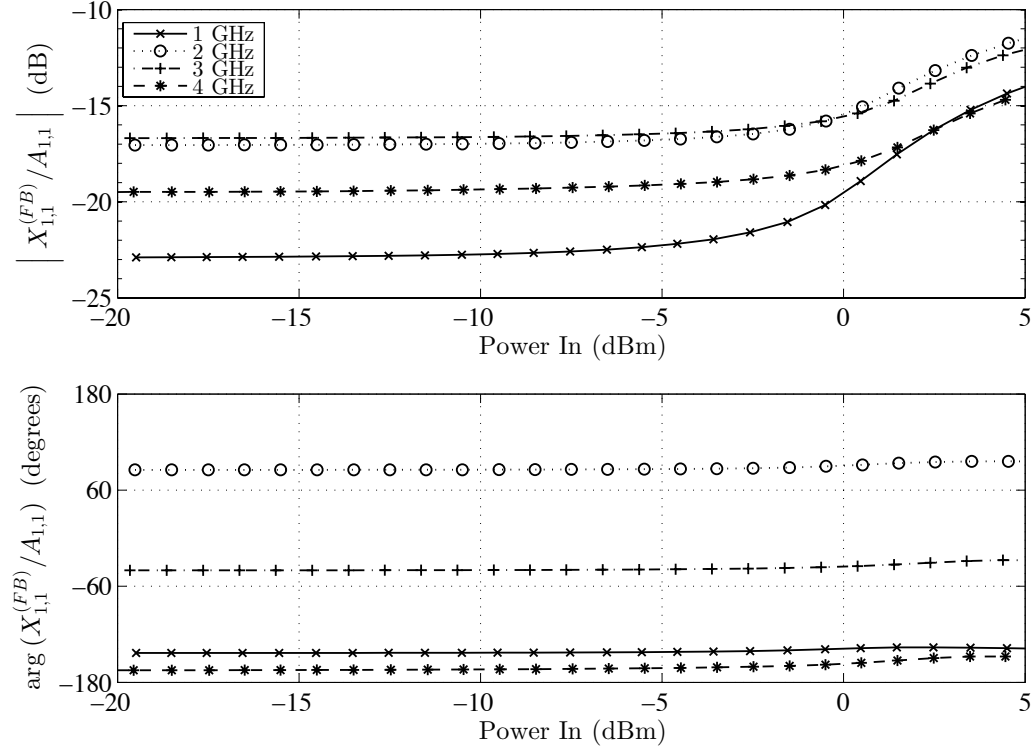 −10
−15
−20
−25
| X_{1,1}^{(FB)}/A_{1,1} | (dB)
1 GHz
2 GHz
3 GHz
4 GHz
−20 −15 −10 −5 0 5
Power In (dBm)
180
60
−60
−180
arg (X_{1,1}^{(FB)}/A_{1,1}) (degrees)
−20 −15 −10 −5 0 5
Power In (dBm)